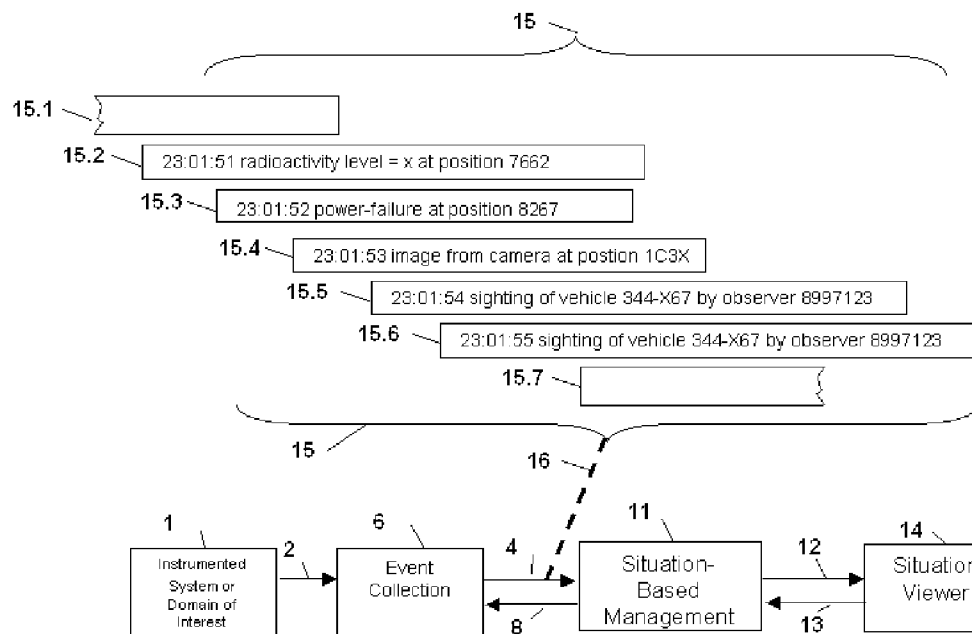 15
15.1
15.2
23:01:51 radioactivity level = x at position 7662
15.3
23:01:52 power-failure at position 8267
15.4
23:01:53 image from camera at postion 1C3X
15.5
23:01:54 sighting of vehicle 344-X67 by observer 8997123
15.6
23:01:55 sighting of vehicle 344-X67 by observer 8997123
15.7
15
16
1
2
6
4
11
12
14
Instrumented
System or
Domain of
Interest
Event
Collection
Situation-
Based
Management
Situation
Viewer
8
13